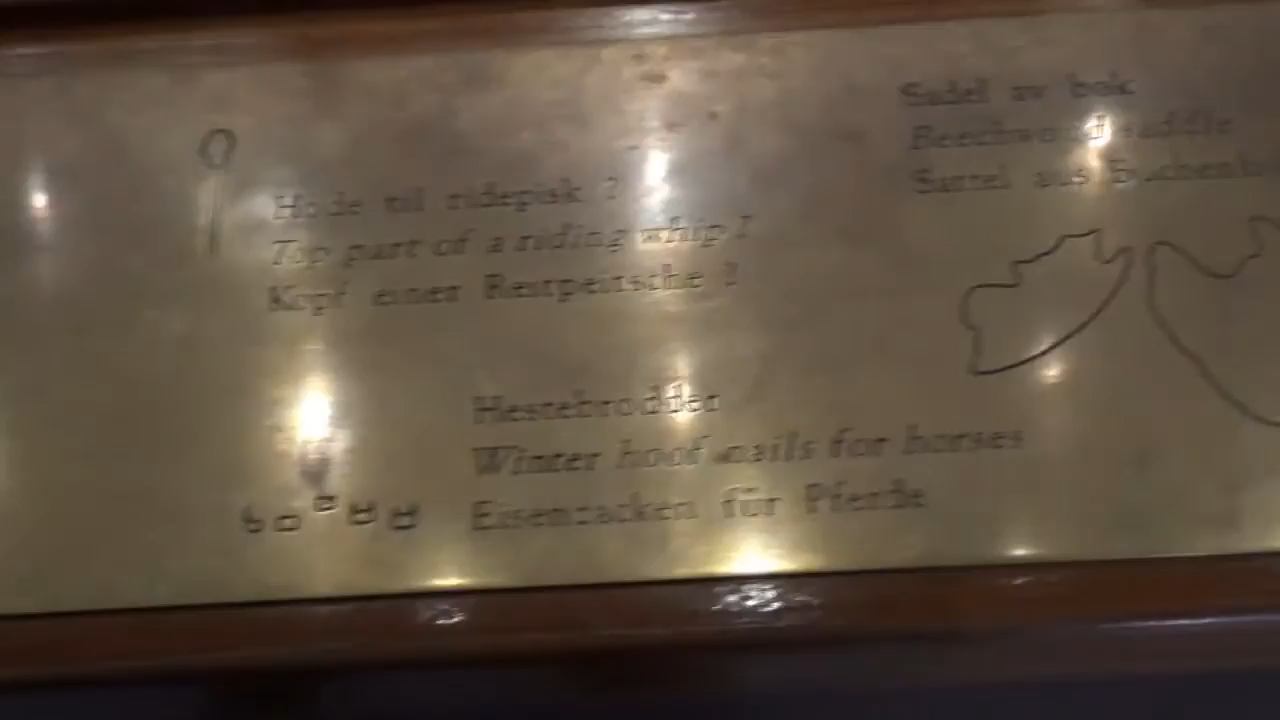 Hode til ridepisk ?
Top part of a riding whip?
Kopf einer Reitpeitsche ?
Sadel av bok
Beechwood saddle
Sattel aus
Hestebrodder
Winter hoof nails for horses
Eisenzacken für Pferde